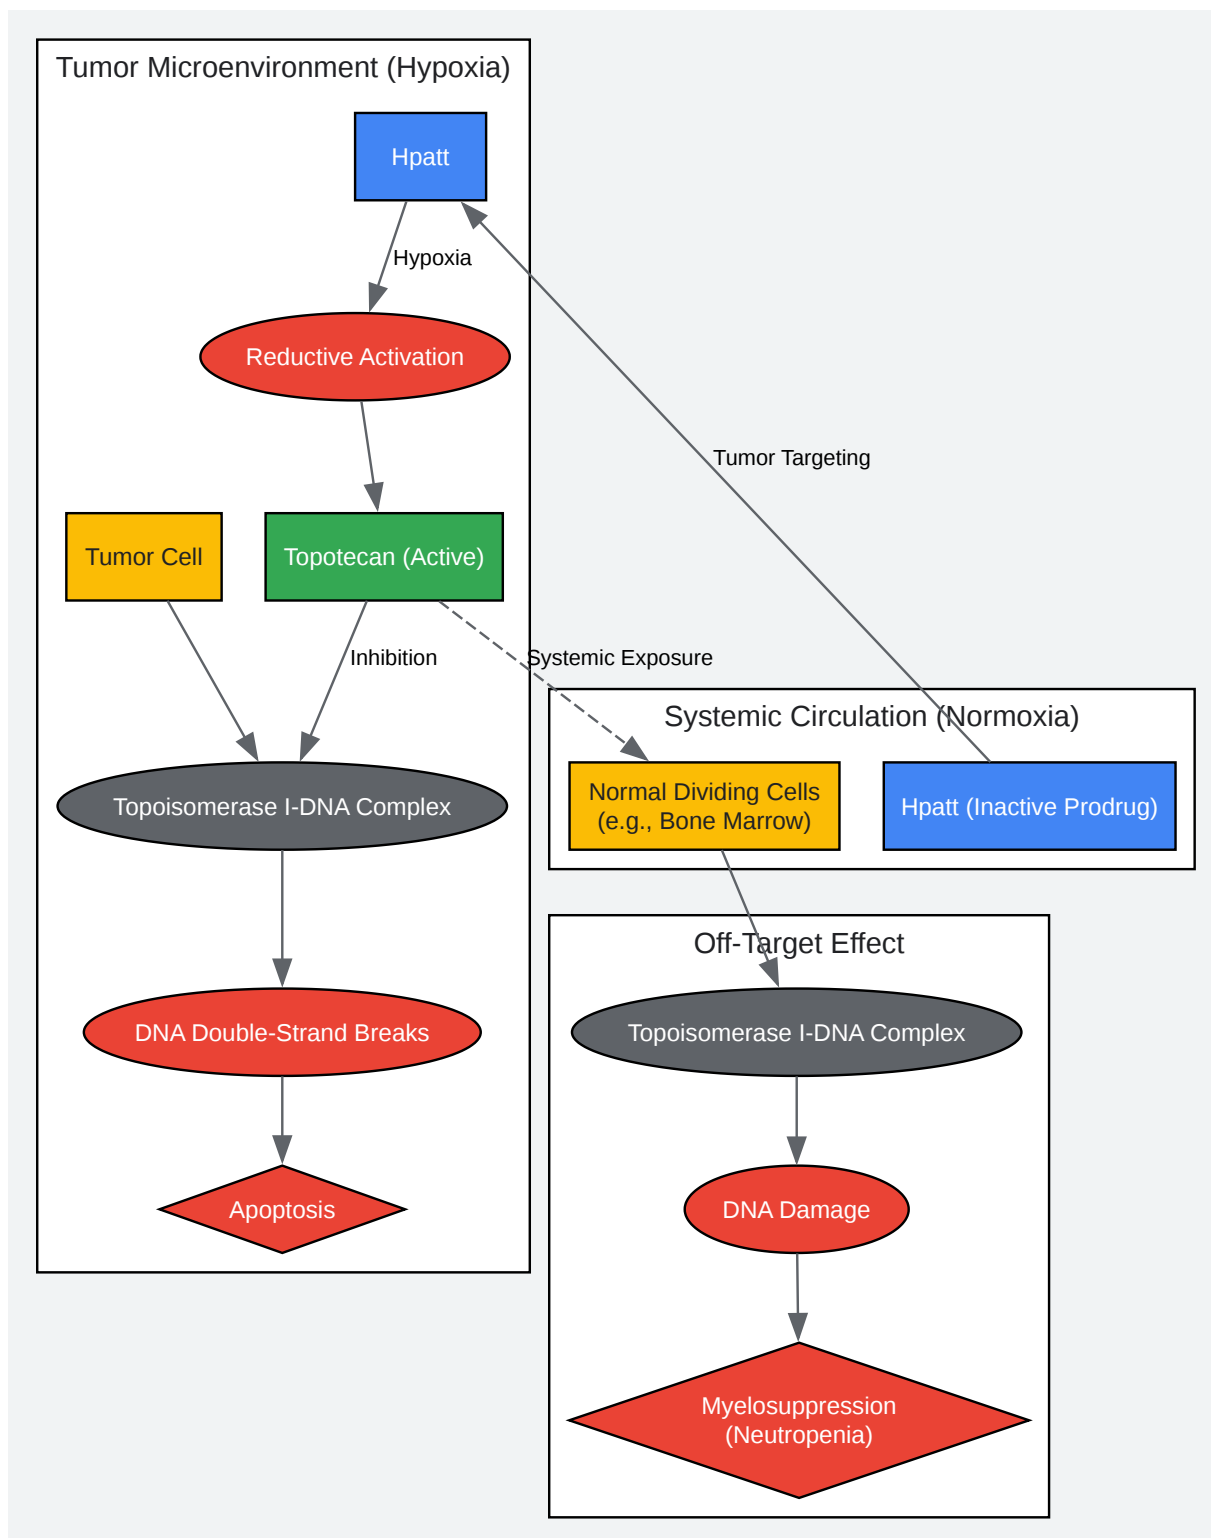 Tumor Microenvironment (Hypoxia)
Hpatt
Hypoxia
Reductive Activation
Tumor Targeting
Tumor Cell
Topotecan (Active)
Inhibition
Systemic Exposure
Systemic Circulation (Normoxia)
Normal Dividing Cells
(e.g., Bone Marrow)
Hpatt (Inactive Prodrug)
Topoisomerase I-DNA Complex
Off-Target Effect
DNA Double-Strand Breaks
Topoisomerase I-DNA Complex
Apoptosis
DNA Damage
Myelosuppression
(Neutropenia)